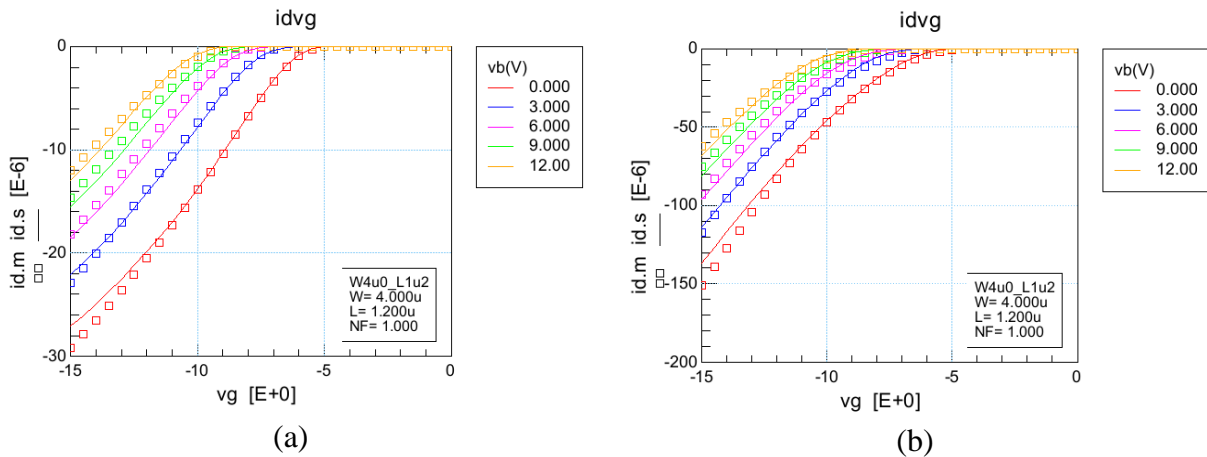 idvg
0
-10
-20
-30
id.m id.s [E-6]
-15
-10
-5
0
vg [E+0]
W4u0_L1u2
W= 4.000u
L= 1.200u
NF= 1.000
vb(V)
0.000
3.000
6.000
9.000
12.00
(a)
idvg
0
-50
-100
-150
-200
id.m id.s [E-6]
-15
-10
-5
0
vg [E+0]
W4u0_L1u2
W= 4.000u
L= 1.200u
NF= 1.000
vb(V)
0.000
3.000
6.000
9.000
12.00
(b)